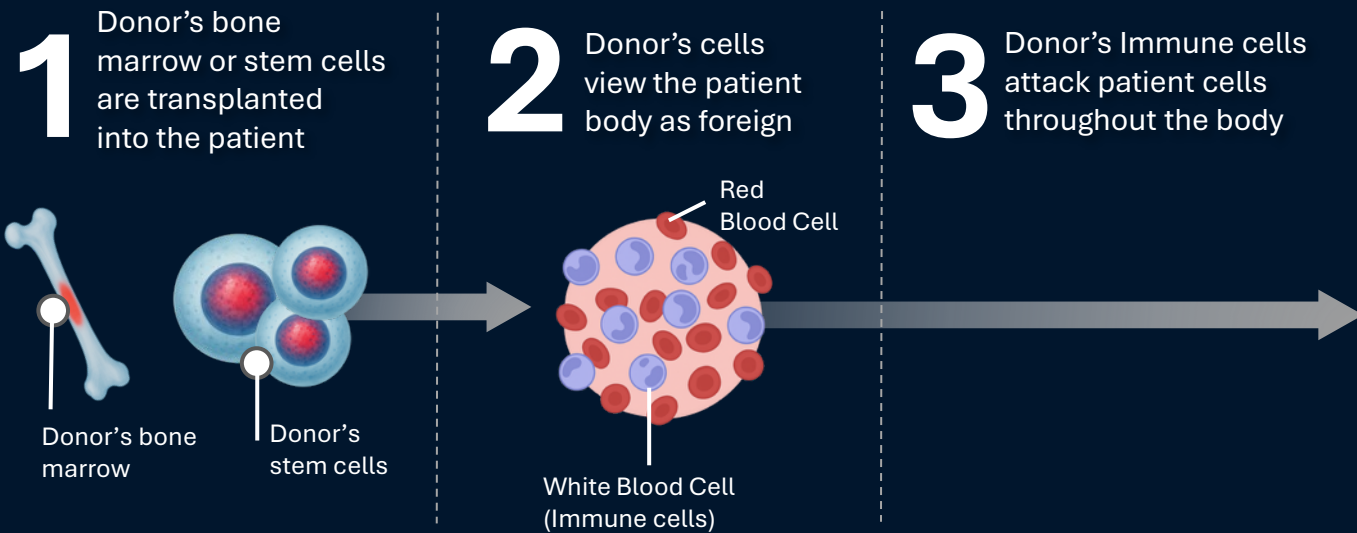 1
Donor’s bone
marrow or stem cells
are transplanted
into the patient
Donor’s bone
marrow
Donor’s
stem cells
2
Donor’s cells
view the patient
body as foreign
Red
Blood Cell
White Blood Cell
(Immune cells)
3
Donor’s Immune cells
attack patient cells
throughout the body